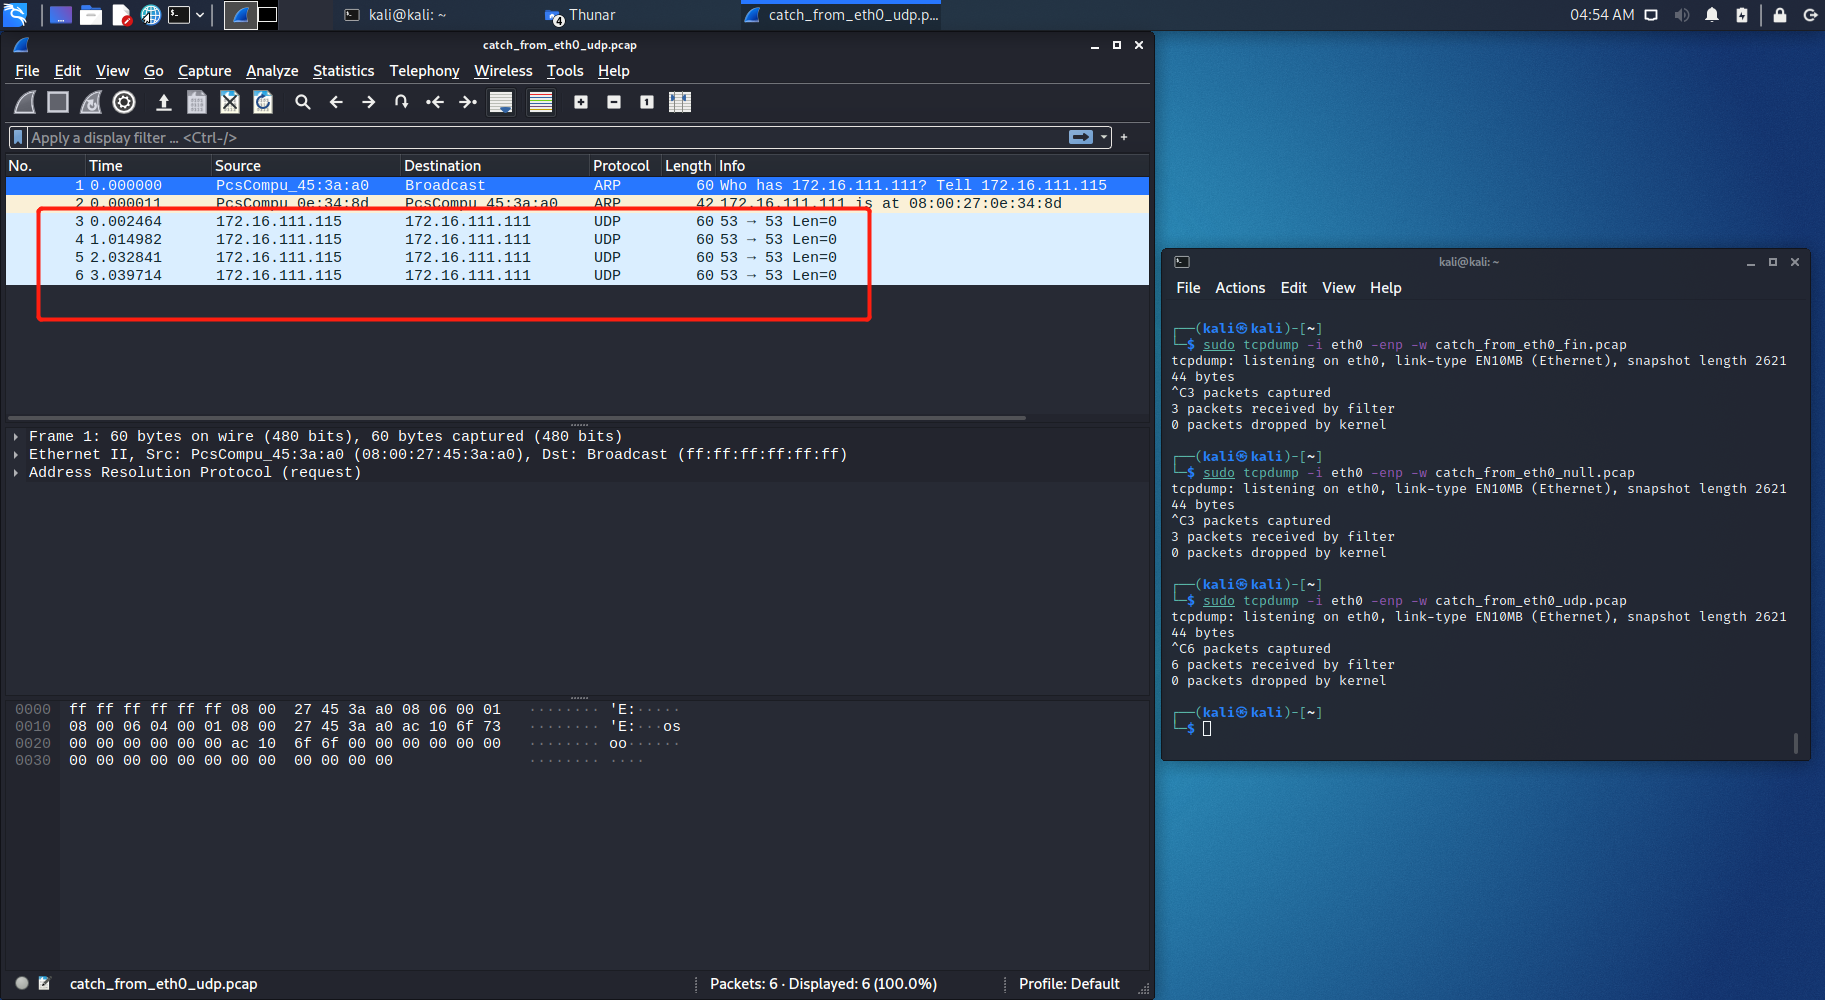 kali@kali: ~
4
Thunar
catch_from_eth0_udp.p...
04:54 AM
catch_from_eth0_udp.pcap
File Edit View Go Capture Analyze Statistics Telephony Wireless Tools Help
Apply a display filter ... <Ctrl-/>
No. Time Source Destination Protocol Length Info
1 0.000000 PcsCompu_45:3a:a0 Broadcast ARP 60 Who has 172.16.111.111? Tell 172.16.111.115
2 0.000011 PcsCompu_0e:34:8d PcsCompu_45:3a:a0 ARP 42 172.16.111.111 is at 08:00:27:0e:34:8d
3 0.002464 172.16.111.115 172.16.111.111 UDP 60 53 → 53 Len=0
4 1.014982 172.16.111.115 172.16.111.111 UDP 60 53 → 53 Len=0
5 2.032841 172.16.111.115 172.16.111.111 UDP 60 53 → 53 Len=0
6 3.039714 172.16.111.115 172.16.111.111 UDP 60 53 → 53 Len=0
Frame 1: 60 bytes on wire (480 bits), 60 bytes captured (480 bits)
Ethernet II, Src: PcsCompu_45:3a:a0 (08:00:27:45:3a:a0), Dst: Broadcast (ff:ff:ff:ff:ff:ff)
Address Resolution Protocol (request)
0000 ff ff ff ff ff ff 08 00 27 45 3a a0 08 06 00 01 ········ 'E:·····
0010 08 00 06 04 00 01 08 00 27 45 3a a0 ac 10 6f 73 ········ 'E:···os
0020 00 00 00 00 00 00 ac 10 6f 6f 00 00 00 00 00 00 ········ oo······
0030 00 00 00 00 00 00 00 00 00 00 00 00 ········ ····
catch_from_eth0_udp.pcap
Packets: 6 · Displayed: 6 (100.0%)
Profile: Default
kali@kali: ~
File Actions Edit View Help
┌──(kali㉿kali)-[~]
└─$ sudo tcpdump -i eth0 -enp -w catch_from_eth0_fin.pcap
tcpdump: listening on eth0, link-type EN10MB (Ethernet), snapshot length 2621
44 bytes
^C3 packets captured
3 packets received by filter
0 packets dropped by kernel
┌──(kali㉿kali)-[~]
└─$ sudo tcpdump -i eth0 -enp -w catch_from_eth0_null.pcap
tcpdump: listening on eth0, link-type EN10MB (Ethernet), snapshot length 2621
44 bytes
^C3 packets captured
3 packets received by filter
0 packets dropped by kernel
┌──(kali㉿kali)-[~]
└─$ sudo tcpdump -i eth0 -enp -w catch_from_eth0_udp.pcap
tcpdump: listening on eth0, link-type EN10MB (Ethernet), snapshot length 2621
44 bytes
^C6 packets captured
6 packets received by filter
0 packets dropped by kernel
┌──(kali㉿kali)-[~]
└─$